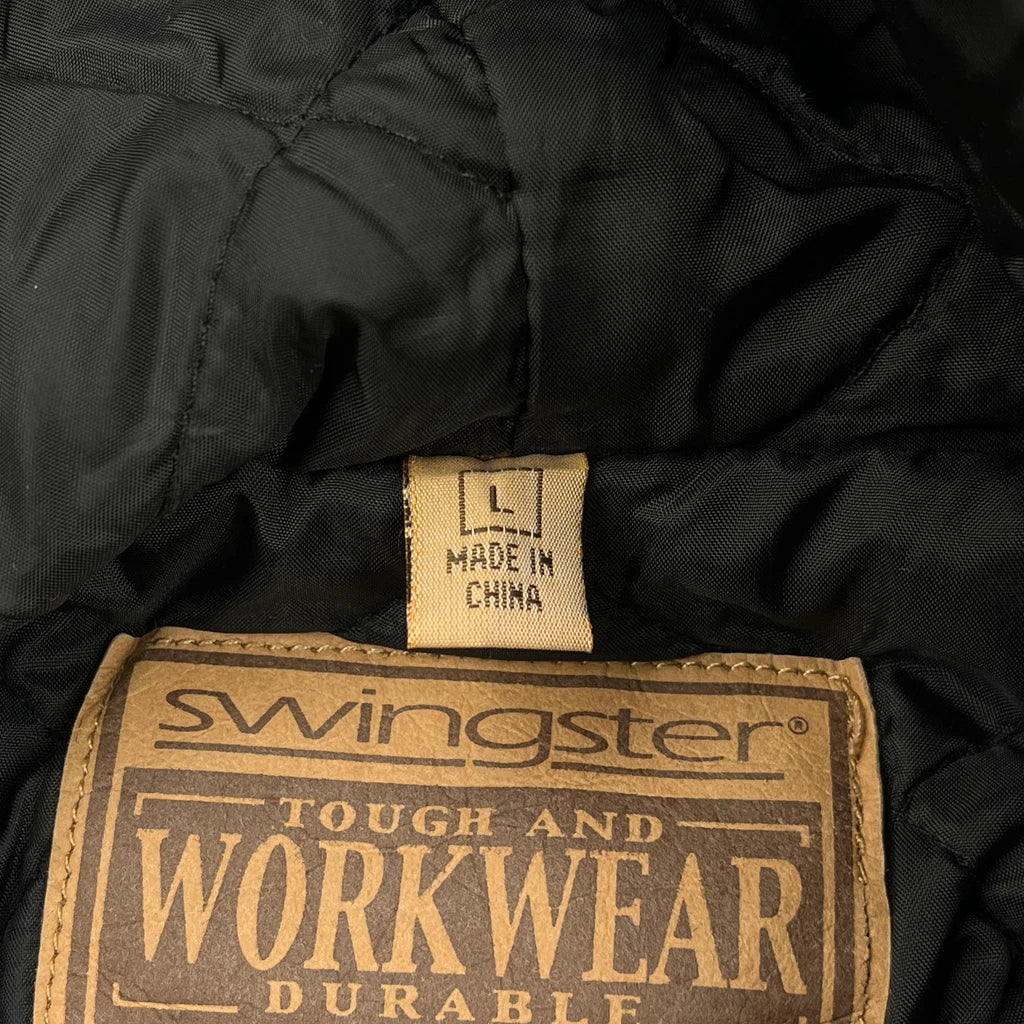 L
MADE IN
CHINA
swingster®
TOUGH AND
WORKWEAR
DURABLE